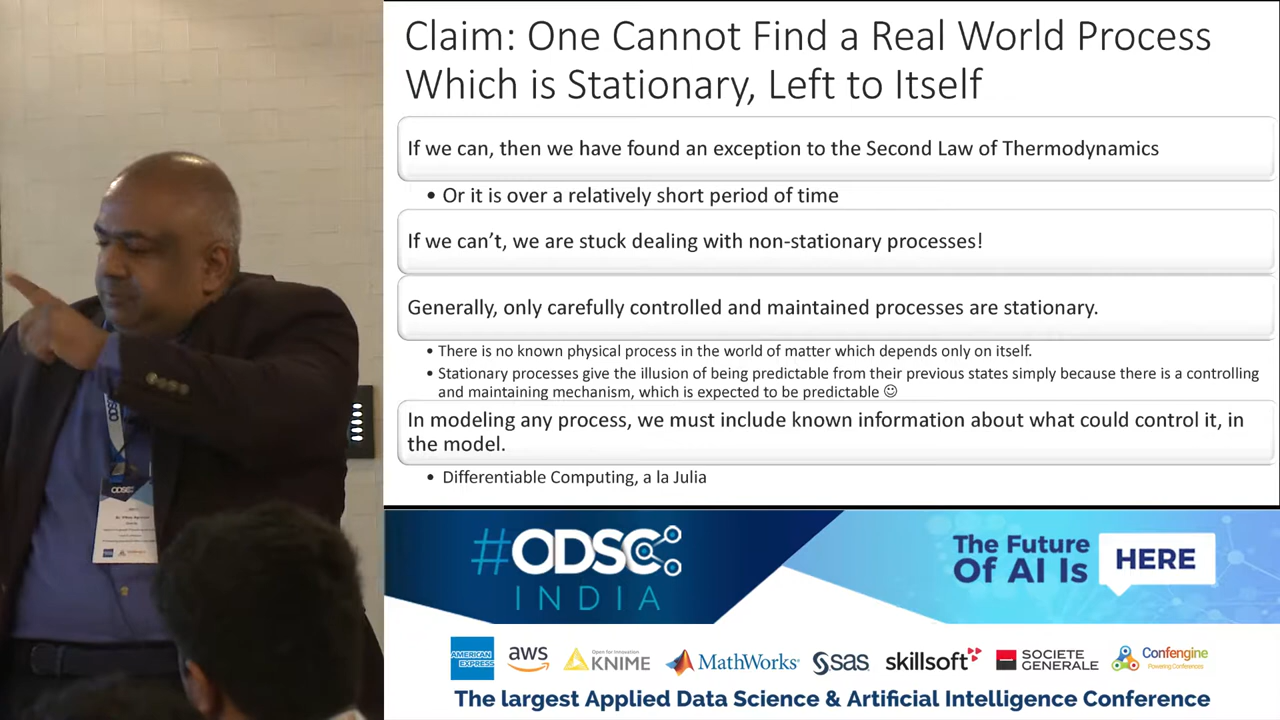 Claim: One Cannot Find a Real World Process
Which is Stationary, Left to Itself
If we can, then we have found an exception to the Second Law of Thermodynamics
• Or it is over a relatively short period of time
If we can’t, we are stuck dealing with non-stationary processes!
Generally, only carefully controlled and maintained processes are stationary.
• There is no known physical process in the world of matter which depends only on itself.
• Stationary processes give the illusion of being predictable from their previous states simply because there is a controlling
and maintaining mechanism, which is expected to be predictable ☺
In modeling any process, we must include known information about what could control it, in
the model.
• Differentiable Computing, a la Julia
#ODSC
INDIA
The Future
Of AI Is
HERE
AMERICAN
EXPRESS
aws
Open for Innovation
KNIME
MathWorks
sas
skillsoft
SOCIETE
GENERALE
Confengine
Powering Conferences
The largest Applied Data Science & Artificial Intelligence Conference
ODSC